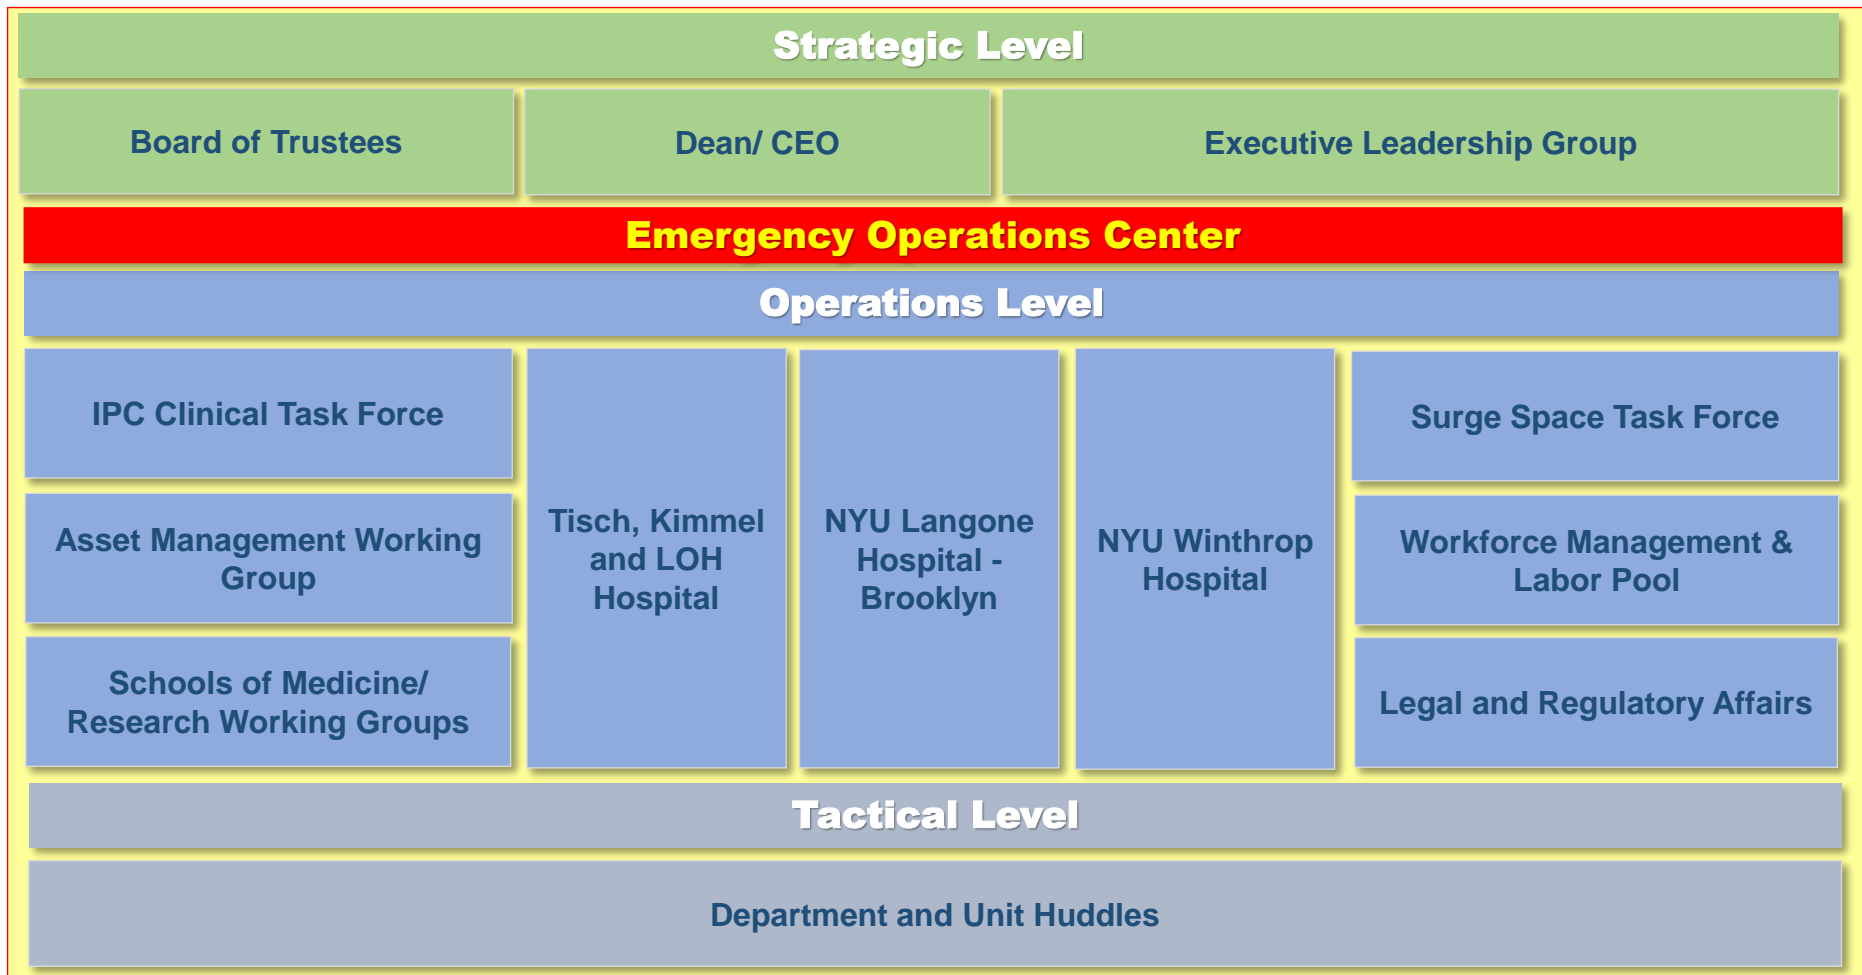 Strategic Level
Board of Trustees
Dean/ CEO
Executive Leadership Group
Emergency Operations Center
Operations Level
IPC Clinical Task Force
Asset Management Working
Group
Schools of Medicine/
Research Working Groups
Tisch, Kimmel
and LOH
Hospital
NYU Langone
Hospital -
Brooklyn
NYU Winthrop
Hospital
Surge Space Task Force
Workforce Management &
Labor Pool
Legal and Regulatory Affairs
Tactical Level
Department and Unit Huddles